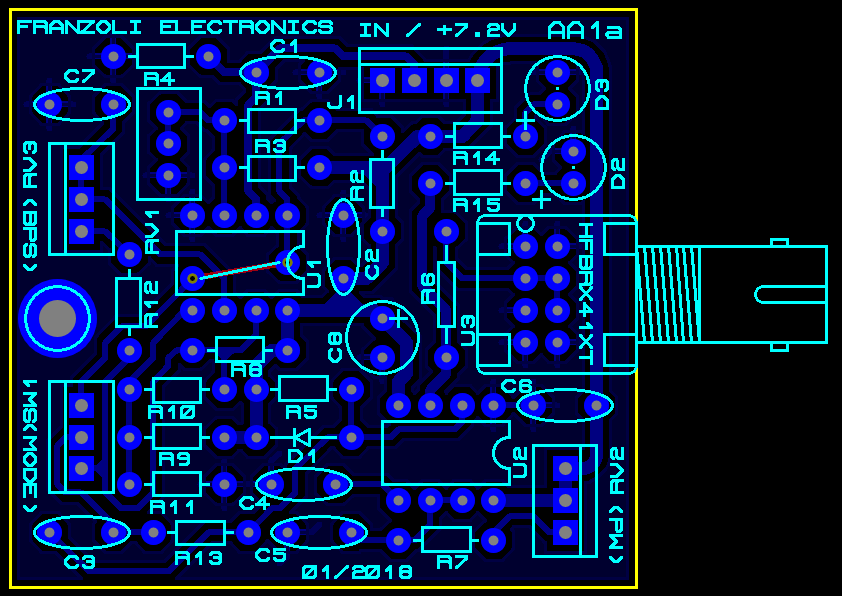 FRANZOLI ELECTRONICS
IN / +7.2V
AA1a
C1
R4
C7
R1
J1
D3
R3
R14
RV3 (BPS)
R2
D2
R15
RV1
HFBRX41XT
U1
C2
R6
R12
U3
C8
R8
1MS(MODE)
C6
R10
R5
R9
D1
U2
RV2 (PW)
R11
C4
C3
R13
C5
R7
01/2018